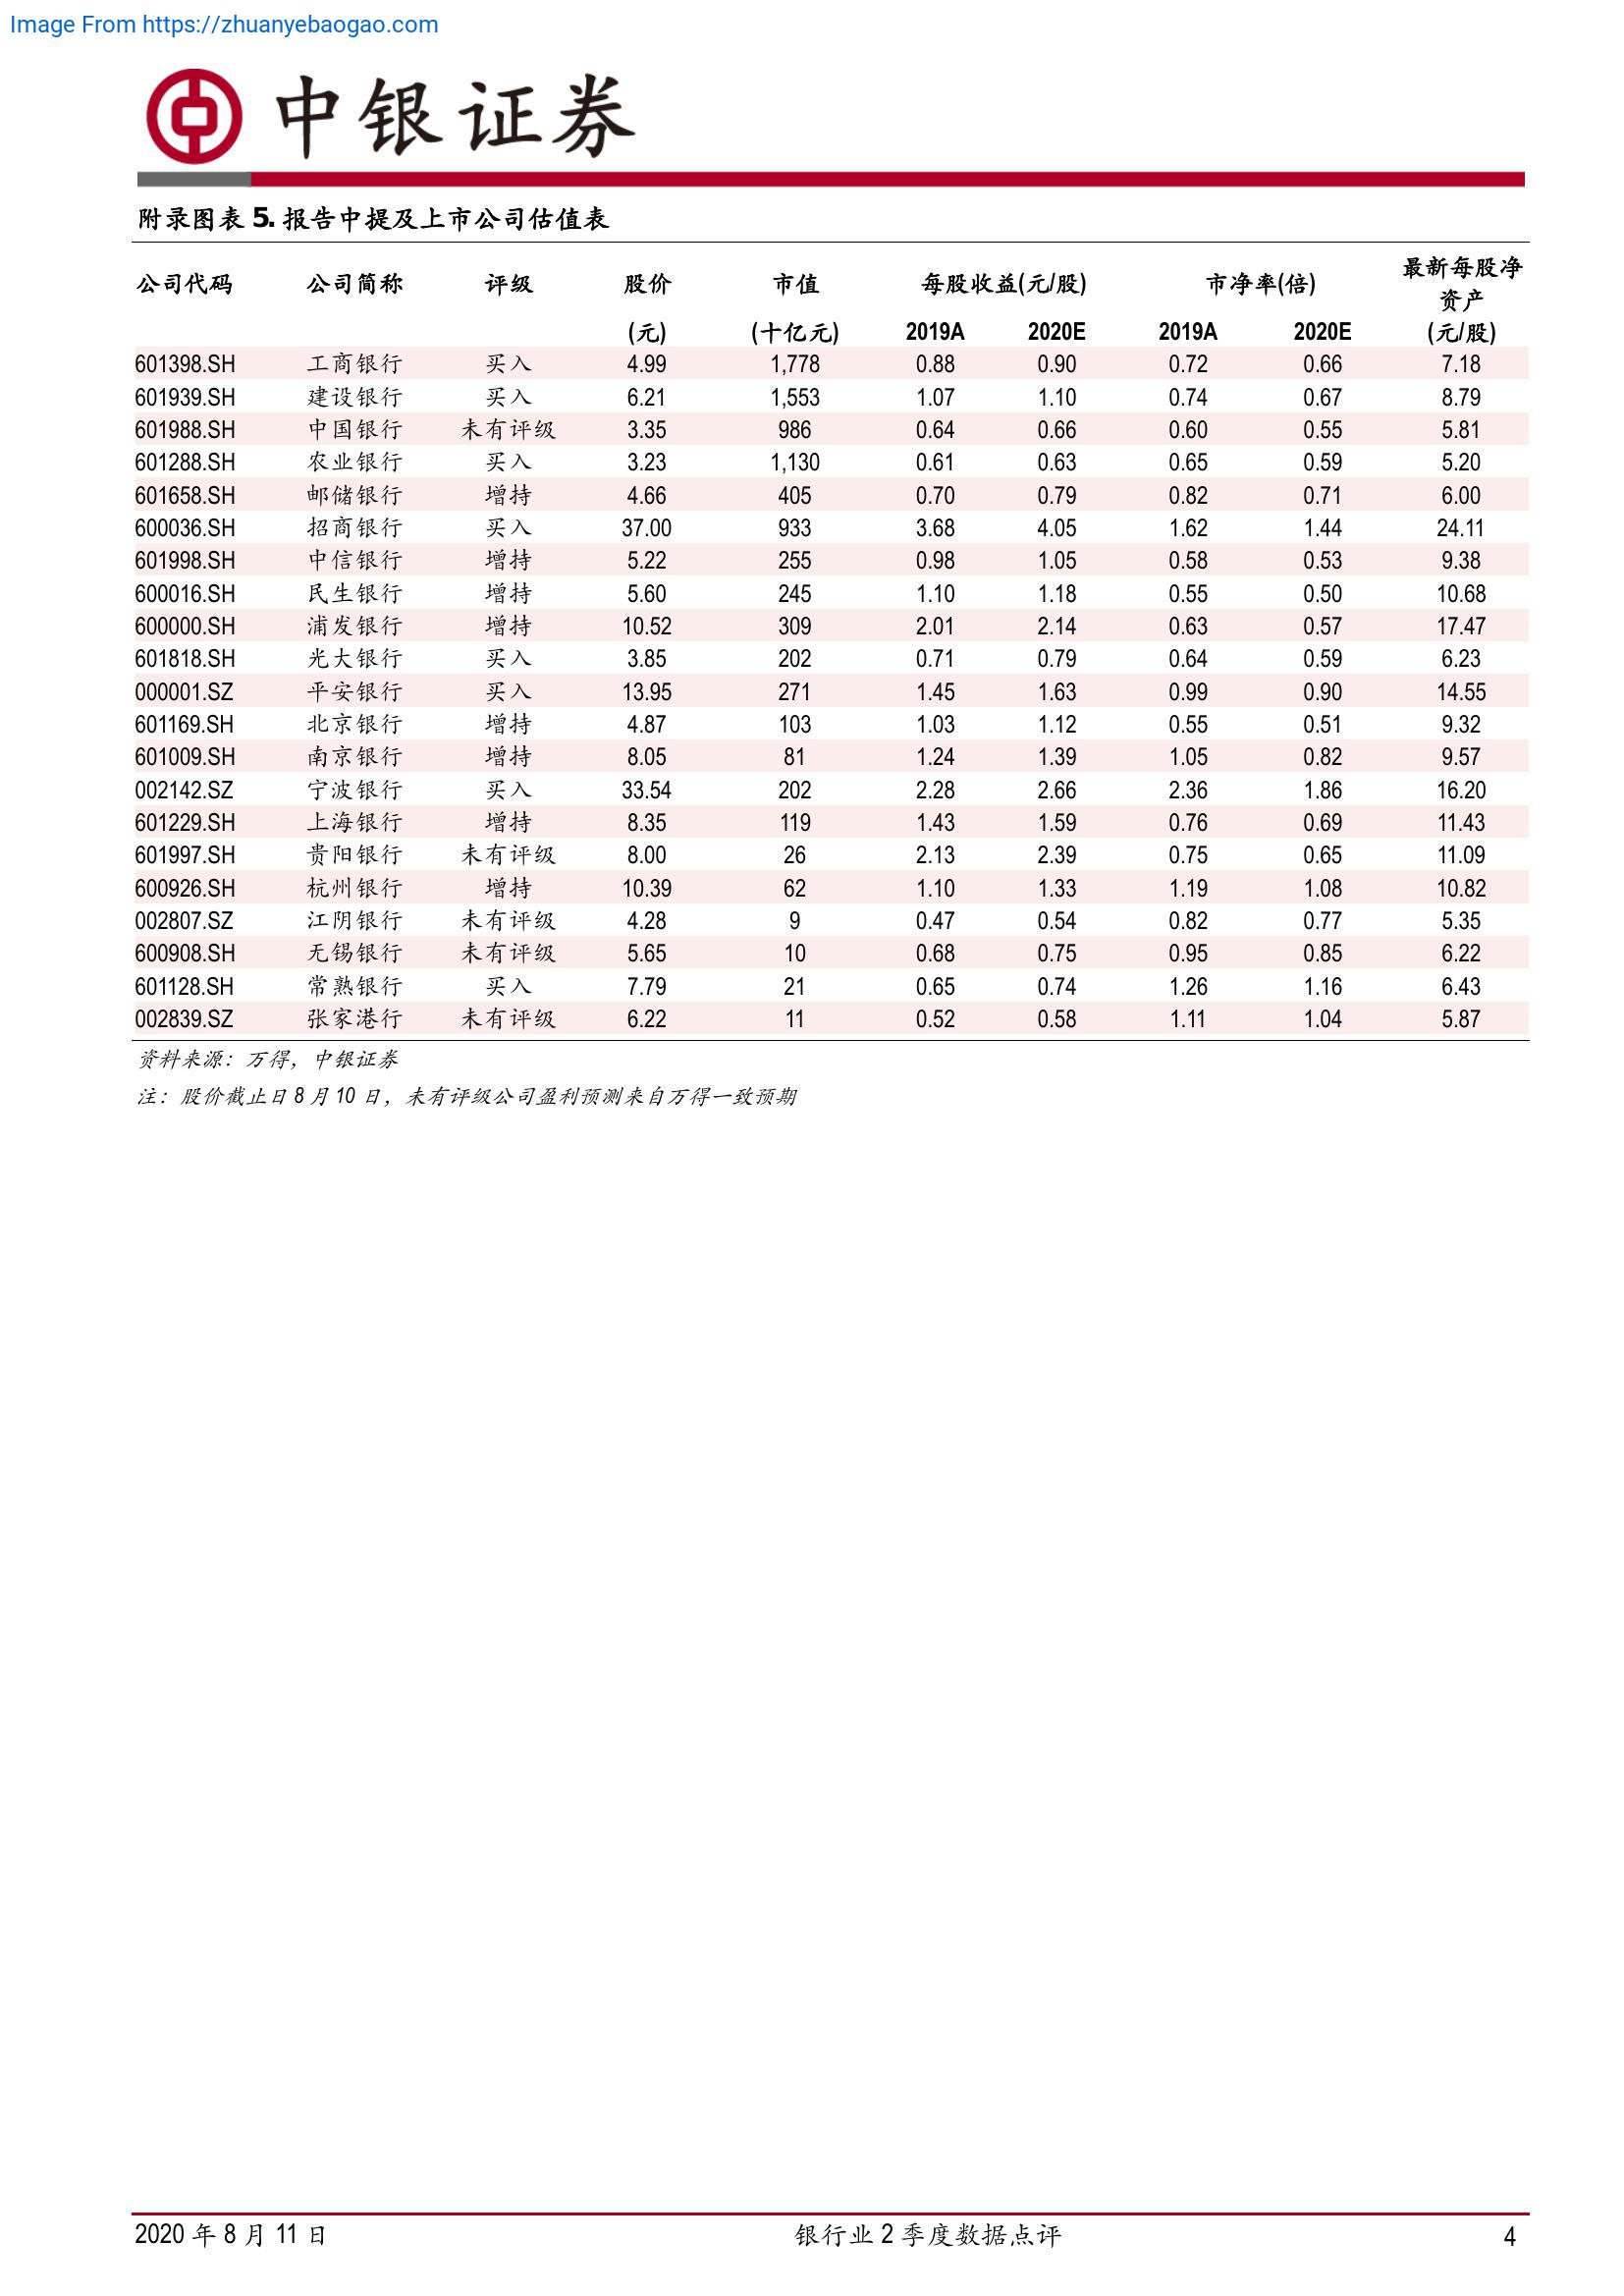 Image From https://zhuanyebaogao.com
中银证券
附录图表 5. 报告中提及上市公司估值表
公司代码 公司简称 评级 股价 市值 每股收益(元/股) 市净率(倍) 最新每股净
资产
(元) (十亿元) 2019A 2020E 2019A 2020E (元/股)
601398.SH 工商银行 买入 4.99 1,778 0.88 0.90 0.72 0.66 7.18
601939.SH 建设银行 买入 6.21 1,553 1.07 1.10 0.74 0.67 8.79
601988.SH 中国银行 未有评级 3.35 986 0.64 0.66 0.60 0.55 5.81
601288.SH 农业银行 买入 3.23 1,130 0.61 0.63 0.65 0.59 5.20
601658.SH 邮储银行 增持 4.66 405 0.70 0.79 0.82 0.71 6.00
600036.SH 招商银行 买入 37.00 933 3.68 4.05 1.62 1.44 24.11
601998.SH 中信银行 增持 5.22 255 0.98 1.05 0.58 0.53 9.38
600016.SH 民生银行 增持 5.60 245 1.10 1.18 0.55 0.50 10.68
600000.SH 浦发银行 增持 10.52 309 2.01 2.14 0.63 0.57 17.47
601818.SH 光大银行 买入 3.85 202 0.71 0.79 0.64 0.59 6.23
000001.SZ 平安银行 买入 13.95 271 1.45 1.63 0.99 0.90 14.55
601169.SH 北京银行 增持 4.87 103 1.03 1.12 0.55 0.51 9.32
601009.SH 南京银行 增持 8.05 81 1.24 1.39 1.05 0.82 9.57
002142.SZ 宁波银行 买入 33.54 202 2.28 2.66 2.36 1.86 16.20
601229.SH 上海银行 增持 8.35 119 1.43 1.59 0.76 0.69 11.43
601997.SH 贵阳银行 未有评级 8.00 26 2.13 2.39 0.75 0.65 11.09
600926.SH 杭州银行 增持 10.39 62 1.10 1.33 1.19 1.08 10.82
002807.SZ 江阴银行 未有评级 4.28 9 0.47 0.54 0.82 0.77 5.35
600908.SH 无锡银行 未有评级 5.65 10 0.68 0.75 0.95 0.85 6.22
601128.SH 常熟银行 买入 7.79 21 0.65 0.74 1.26 1.16 6.43
002839.SZ 张家港行 未有评级 6.22 11 0.52 0.58 1.11 1.04 5.87
资料来源：万得，中银证券
注：股价截止日 8 月 10 日，未有评级公司盈利预测来自万得一致预期
2020 年 8 月 11 日 银行业 2 季度数据点评 4